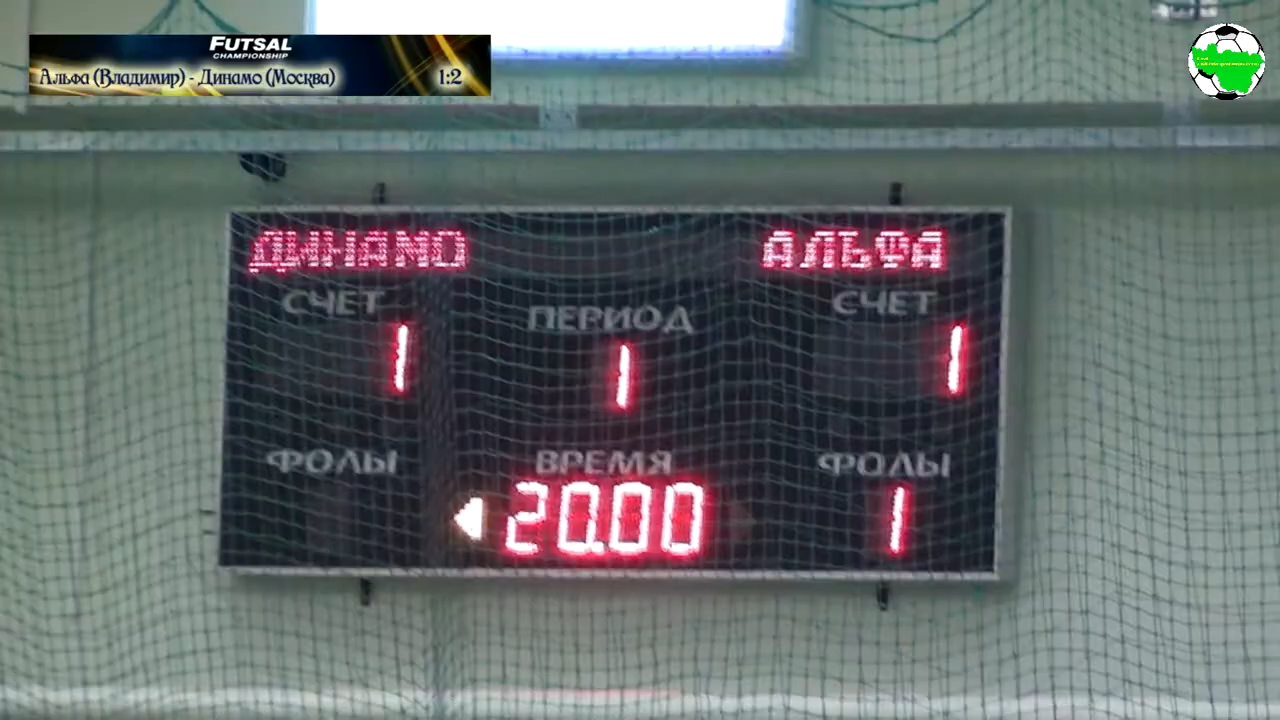 FUTSAL
CHAMPIONSHIP
Альфа (Владимир) - Динамо (Москва) 1:2
ДИНАМО АЛЬФА
СЧЕТ ПЕРИОД СЧЕТ
1 1 1
ФОЛЫ ВРЕМЯ ФОЛЫ
20.00 1